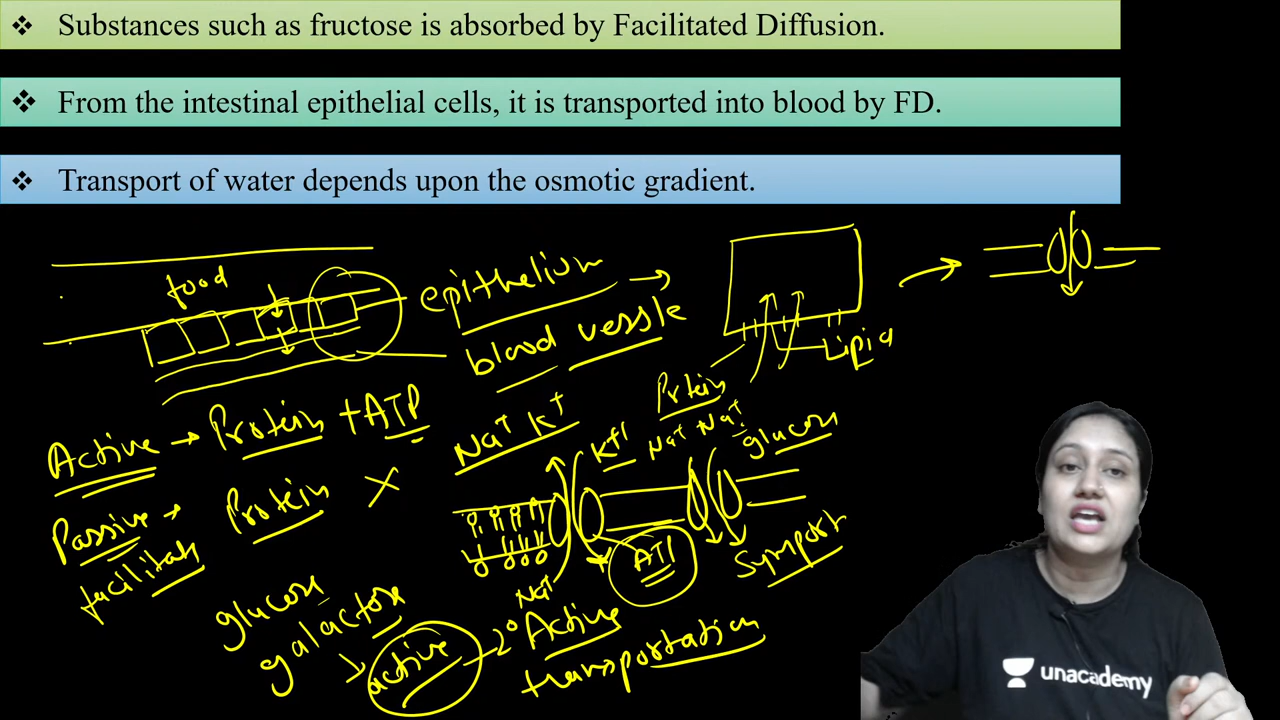 ❖ Substances such as fructose is absorbed by Facilitated Diffusion.
❖ From the intestinal epithelial cells, it is transported into blood by FD.
❖ Transport of water depends upon the osmotic gradient.
food
epithelium →
blood vessle
Lipid
Prtein
Active → Protein + ATP
Na⁺ K⁺
K⁺ Na⁺ Na⁺
glucose
Passive → Protein ×
facilitats
ATP
Symport
Na⁺
glucose
galactose
active
2° Active
transportation
unacademy